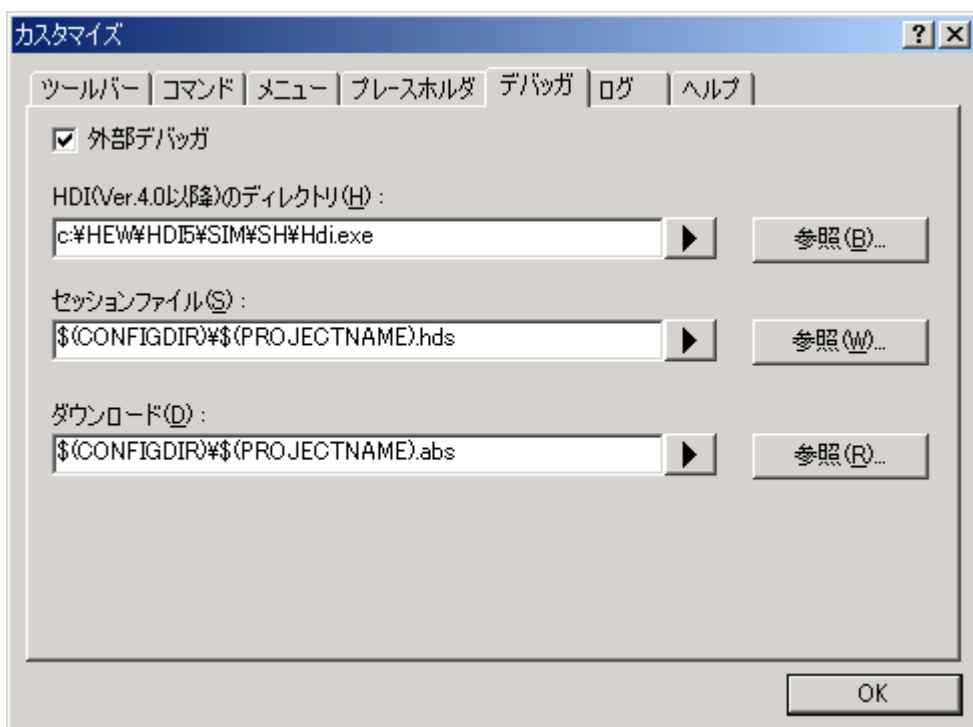 カスタマイズ
ツールバー コマンド メニュー プレースホルダ デバッガ ログ ヘルプ
外部デバッガ
HDI(Ver.4.0以降)のディレクトリ(H):
c:¥HEW¥HDI5¥SIM¥SH¥Hdi.exe 参照(B)...
セッションファイル(S):
$(CONFIGDIR)¥$(PROJECTNAME).hds 参照(W)...
ダウンロード(D):
$(CONFIGDIR)¥$(PROJECTNAME).abs 参照(R)...
OK